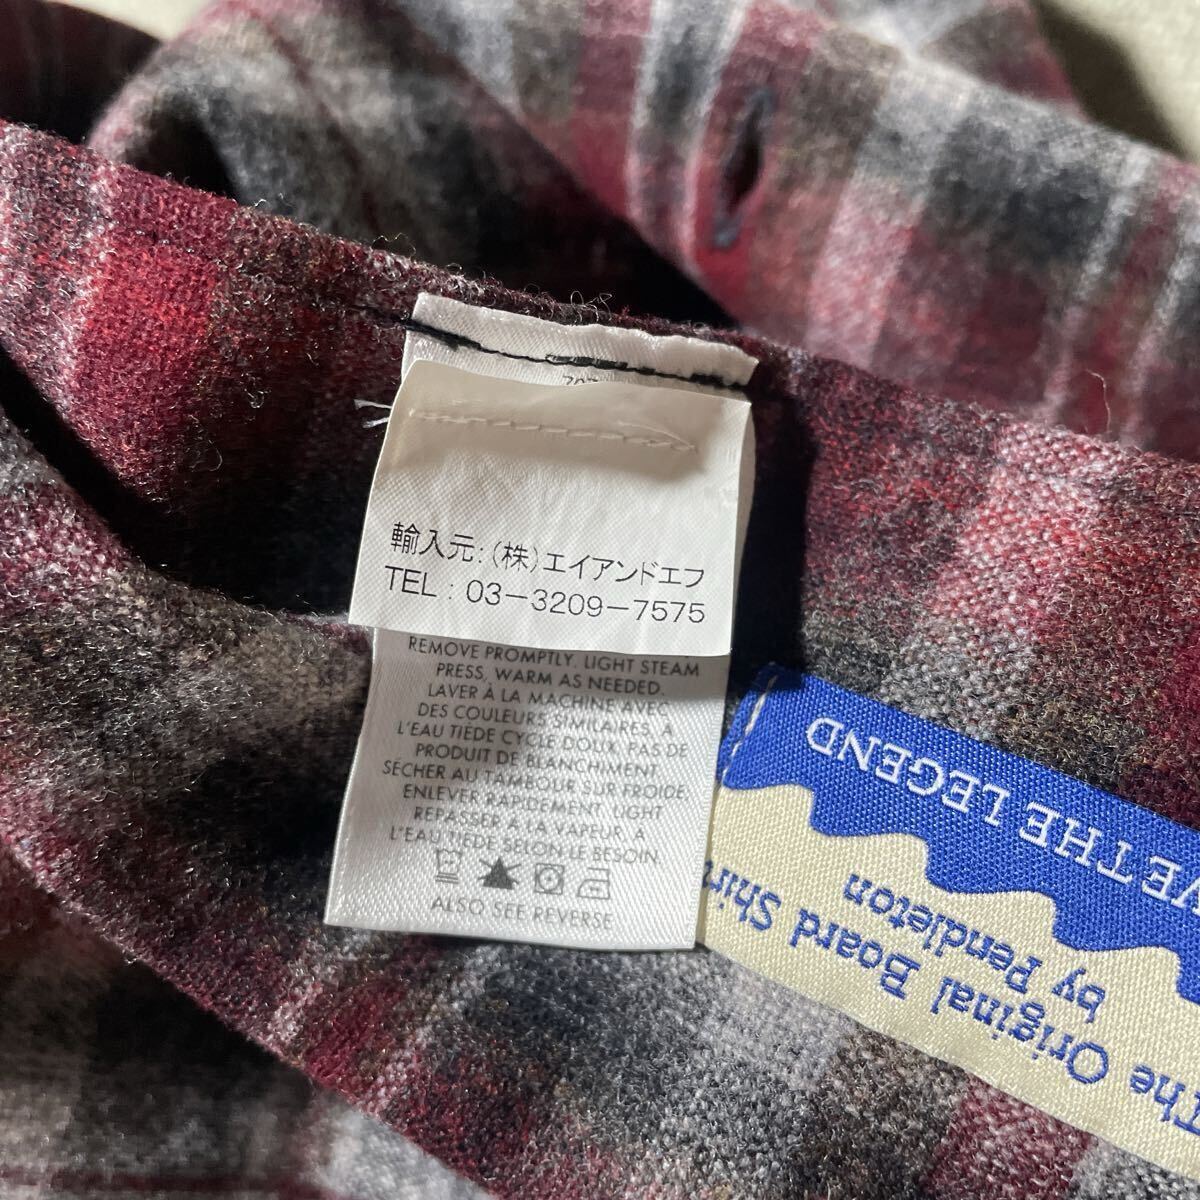 輸入元:(株)エイアンドエフ
TEL : 03-3209-7575
REMOVE PROMPTLY. LIGHT STEAM
PRESS, WARM AS NEEDED.
LAVER À LA MACHINE AVEC
DES COULEURS SIMILAIRES, À
L'EAU TIÈDE CYCLE DOUX. PAS DE
PRODUIT DE BLANCHIMENT.
SÉCHER AU TAMBOUR SUR FROIDE,
ENLEVER RAPIDEMENT. LIGHT
REPASSER À LA VAPEUR, À
L'EAU TIÈDE SELON LE BESOIN.
ALSO SEE REVERSE
THE LEGEND
The Original Board Shirt
by Pendleton